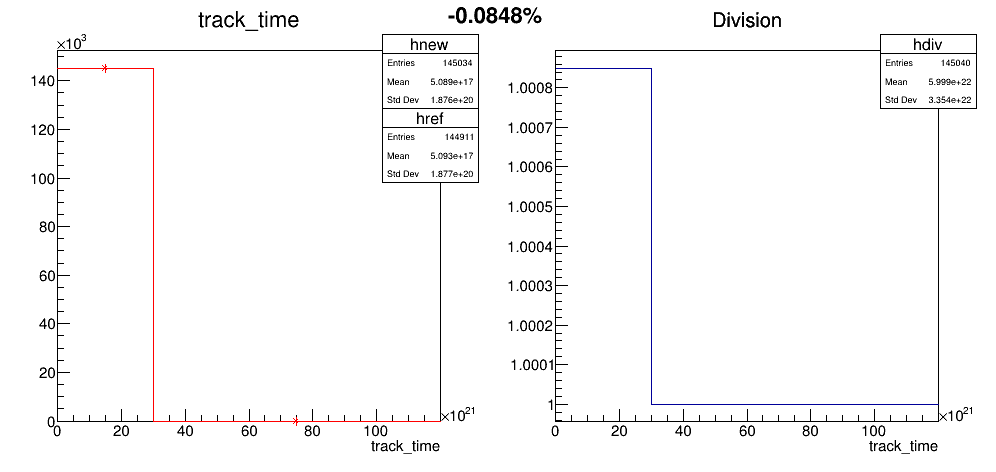 -0.0848%
track_time
×10³
hnew
Entries 145034
Mean 5.089e+17
Std Dev 1.876e+20
href
Entries 144911
Mean 5.093e+17
Std Dev 1.877e+20
140
120
100
80
60
40
20
0
0 20 40 60 80 100
×10²¹
track_time
Division
hdiv
Entries 145040
Mean 5.999e+22
Std Dev 3.354e+22
1.0008
1.0007
1.0006
1.0005
1.0004
1.0003
1.0002
1.0001
1
0 20 40 60 80 100
×10²¹
track_time